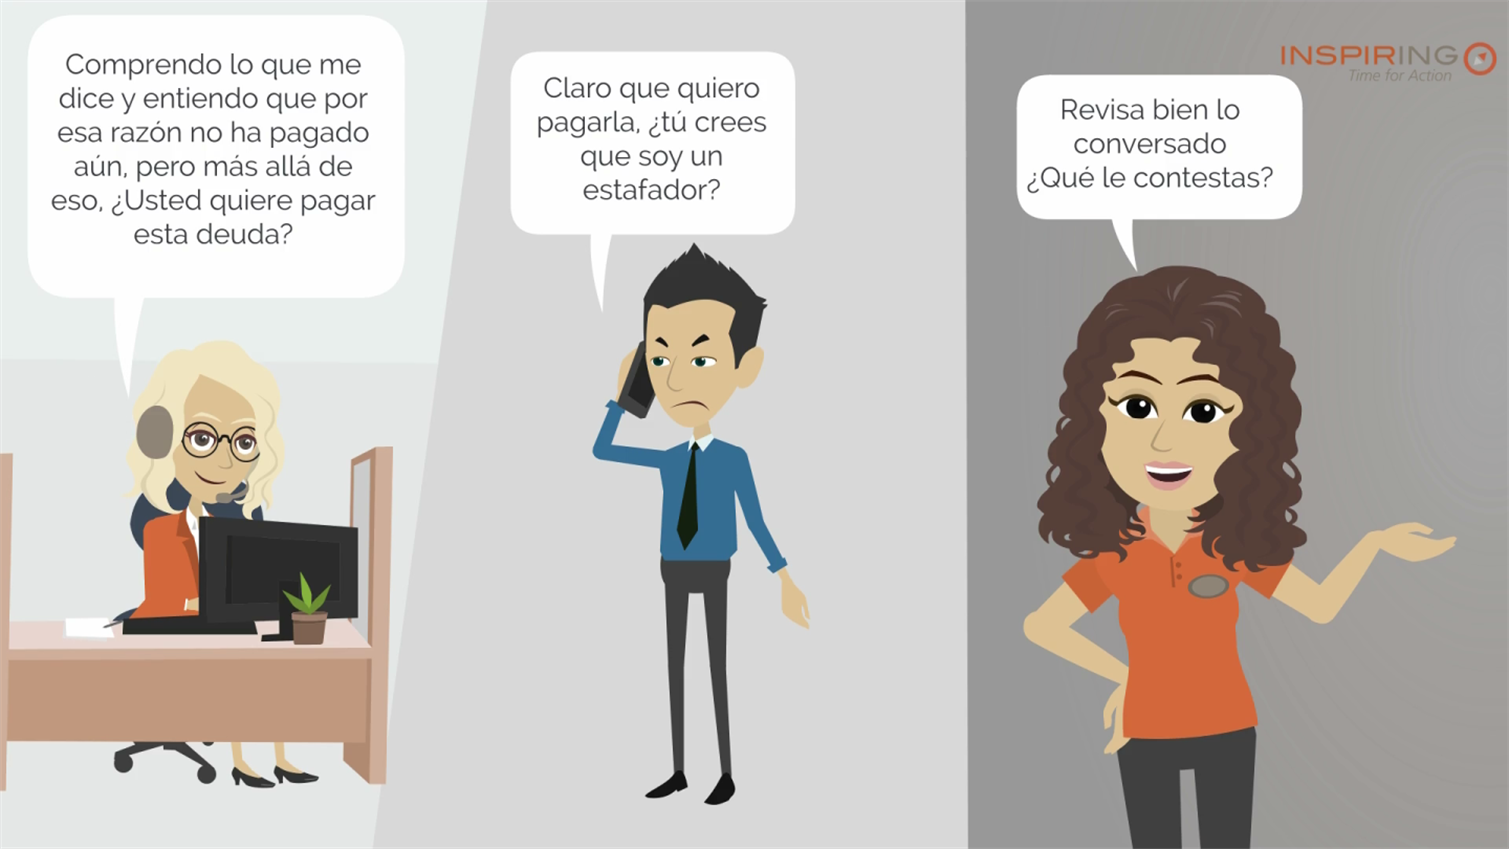 Comprendo lo que me
dice y entiendo que por
esa razón no ha pagado
aún, pero más allá de
eso, ¿Usted quiere pagar
esta deuda?
Claro que quiero
pagarla, ¿tú crees
que soy un
estafador?
INSPIRING
Time for Action
Revisa bien lo
conversado
¿Qué le contestas?